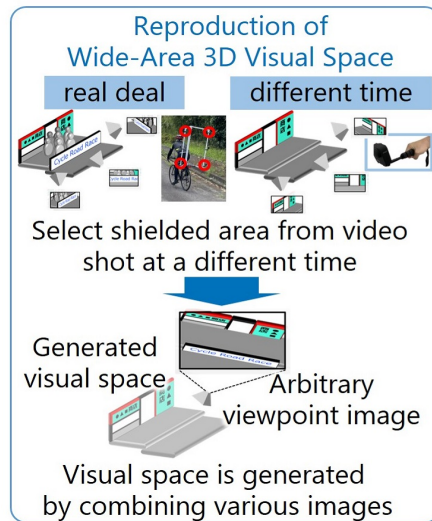 Reproduction of
Wide-Area 3D Visual Space
real deal
different time
Cycle Road Race
Select shielded area from video
shot at a different time
Generated
visual space
Cycle Road Race
Arbitrary
viewpoint image
Visual space is generated
by combining various images